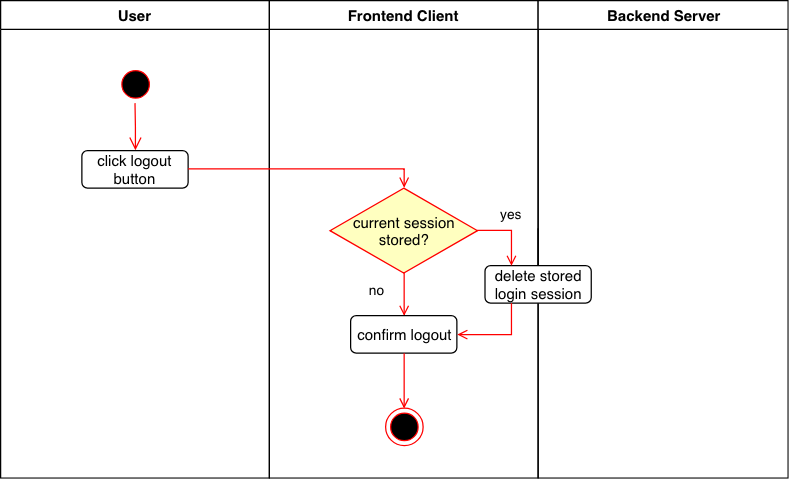 User
Frontend Client
Backend Server
click logout
button
current session
stored?
yes
delete stored
login session
no
confirm logout